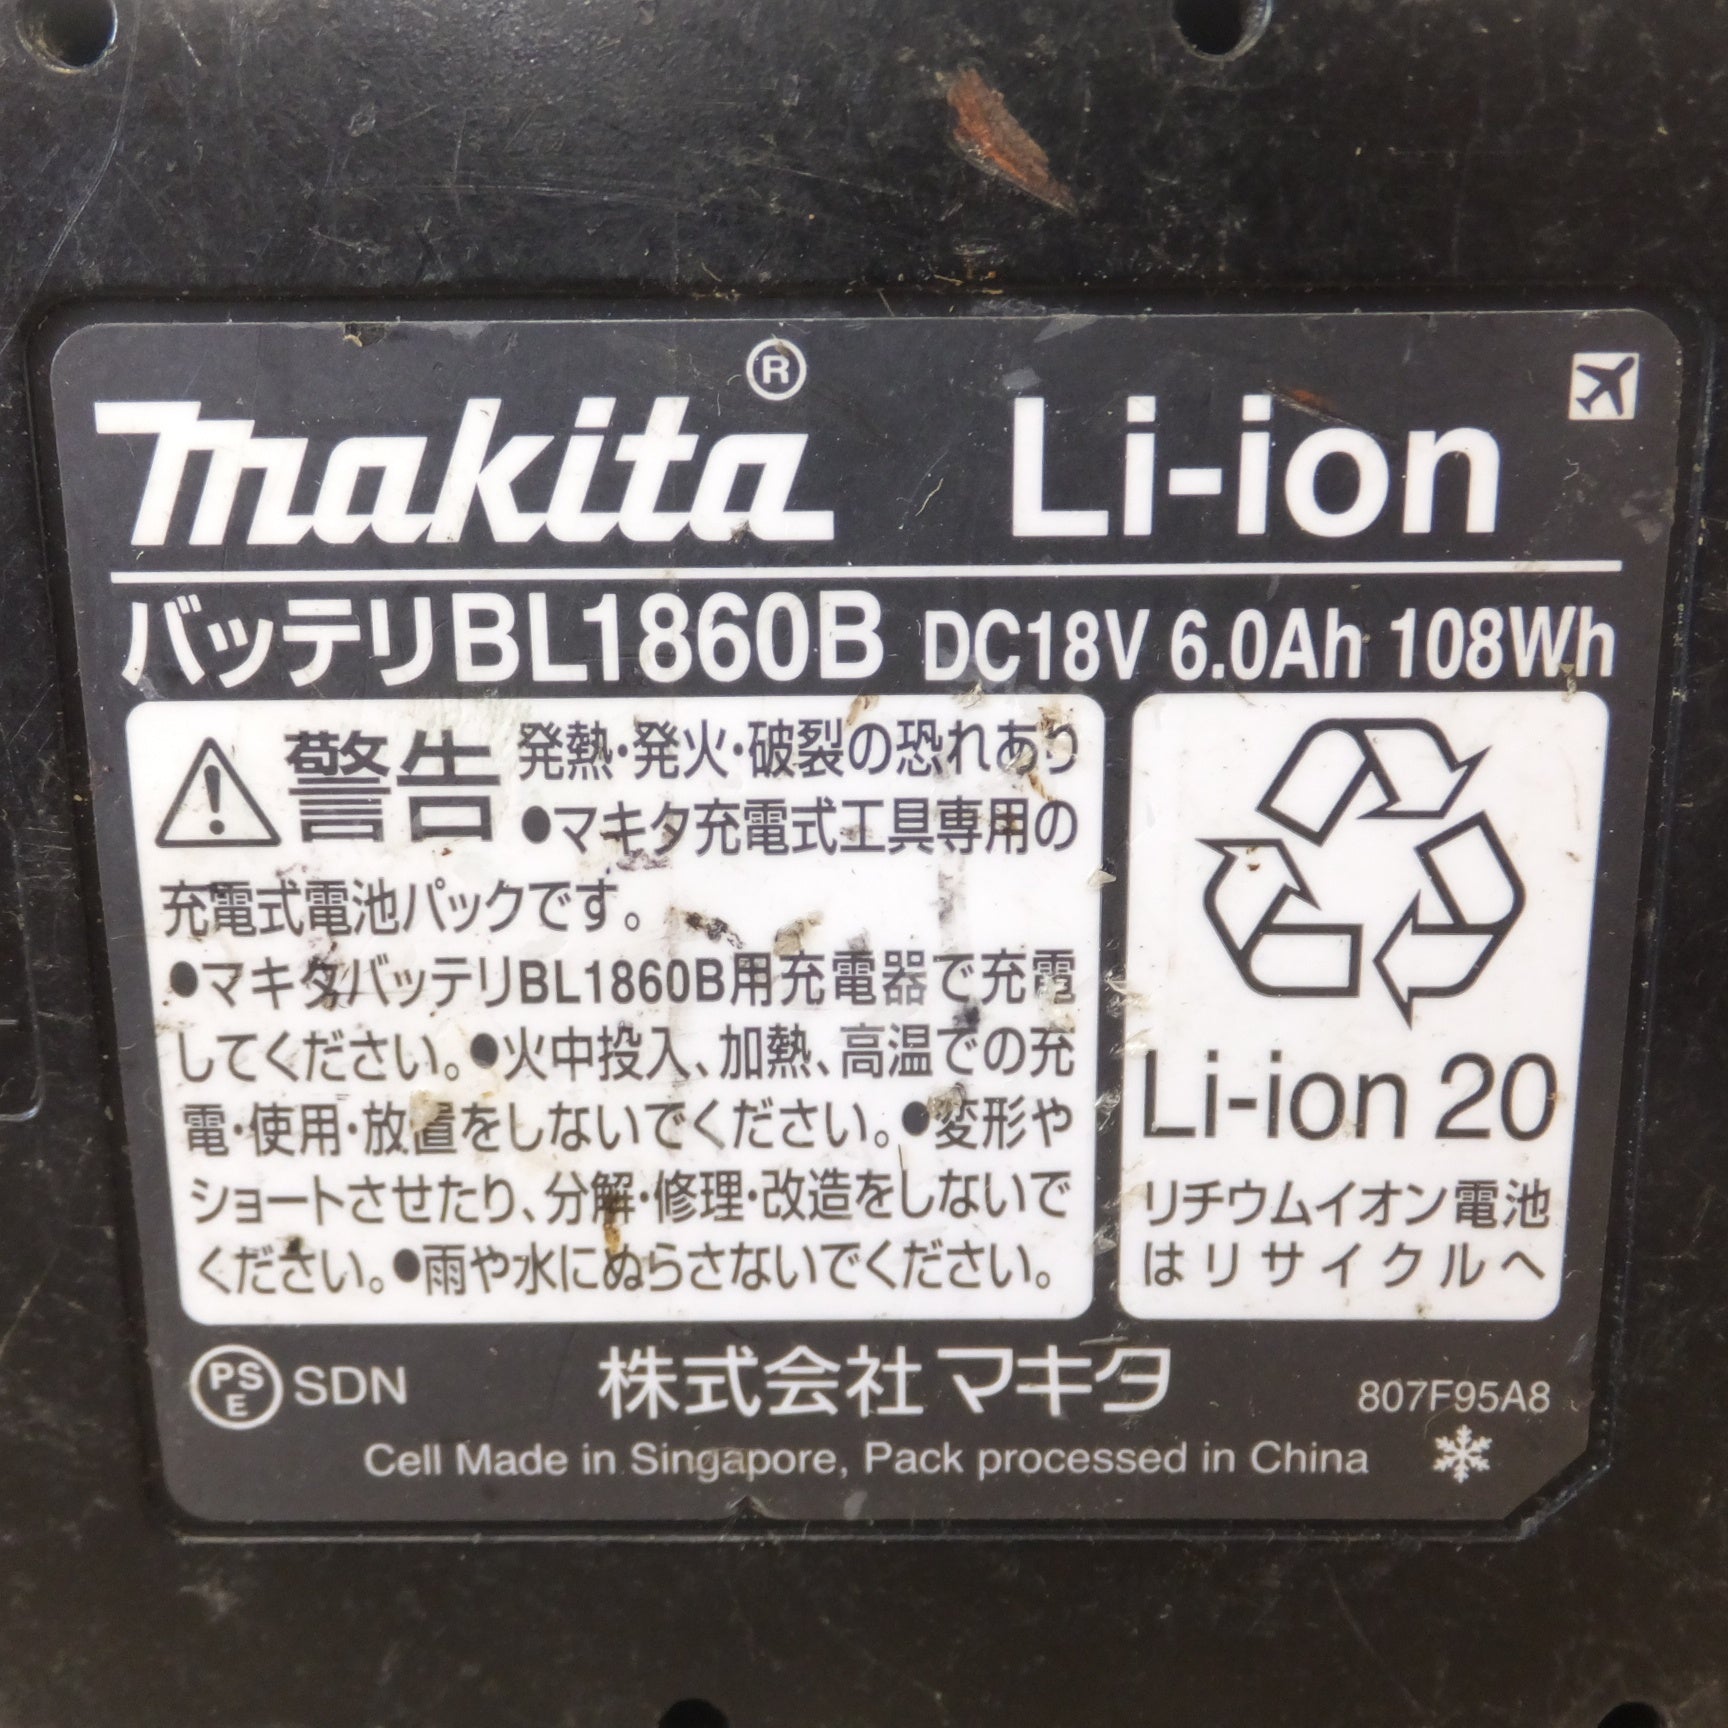 makita® Li-ion
バッテリBL1860B DC18V 6.0Ah 108Wh
警告 発熱・発火・破裂の恐れあり
●マキタ充電式工具専用の
充電式電池パックです。
●マキタバッテリBL1860B用充電器で充電
してください。●火中投入、加熱、高温での充
電・使用・放置をしないでください。●変形や
ショートさせたり、分解・修理・改造をしないで
ください。●雨や水にぬらさないでください。
Li-ion 20
リチウムイオン電池
はリサイクルへ
PSE SDN 株式会社マキタ 807F95A8
Cell Made in Singapore, Pack processed in China